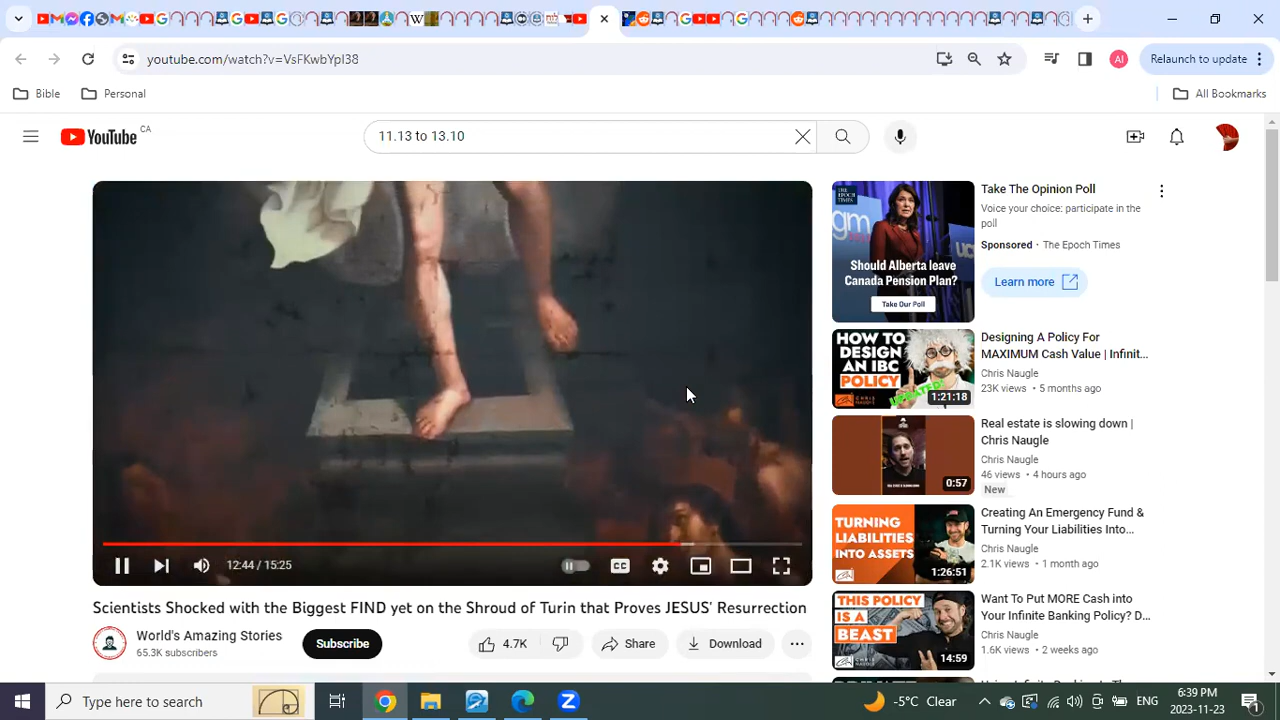 youtube.com/watch?v=VsFKwbYpI38
Relaunch to update
Bible
Personal
All Bookmarks
YouTube CA
11.13 to 13.10
THE EPOCH TIMES
Should Alberta leave
Canada Pension Plan?
Take Our Poll
Take The Opinion Poll
Voice your choice: participate in the
poll
Sponsored · The Epoch Times
Learn more
HOW TO
DESIGN
AN IBC
POLICY
UPDATED!
1:21:18
Designing A Policy For
MAXIMUM Cash Value | Infinit...
Chris Naugle
23K views • 5 months ago
0:57
Real estate is slowing down |
Chris Naugle
Chris Naugle
46 views • 4 hours ago
New
TURNING
LIABILITIES
INTO ASSETS
1:26:51
Creating An Emergency Fund &
Turning Your Liabilities Into...
Chris Naugle
2.1K views • 1 month ago
THIS POLICY
IS A
BEAST
14:59
Want To Put MORE Cash into
Your Infinite Banking Policy? D...
Chris Naugle
1.6K views • 2 weeks ago
12:44 / 15:25
Scientists Shocked with the Biggest FIND yet on the Shroud of Turin that Proves JESUS' Resurrection
World's Amazing Stories
65.3K subscribers
Subscribe
4.7K
Share
Download
Type here to search
-5°C Clear
ENG
6:39 PM
2023-11-23